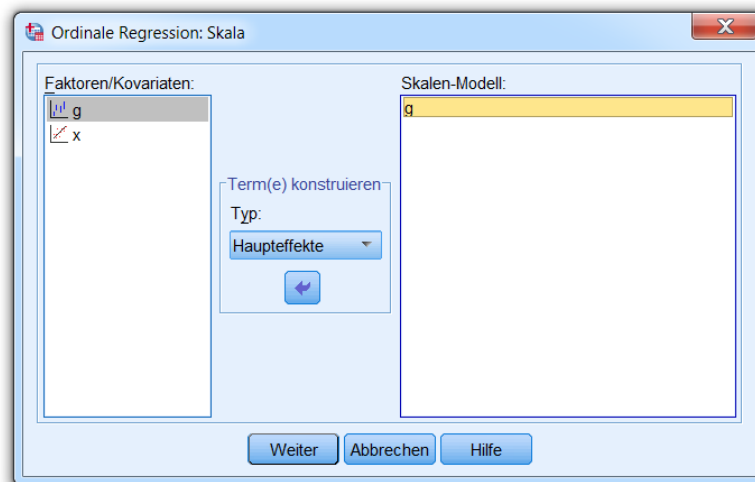 Ordinale Regression: Skala
Faktoren/Kovariaten:
g
x
Term(e) konstruieren
Typ:
Haupteffekte
Skalen-Modell:
g
Weiter
Abbrechen
Hilfe